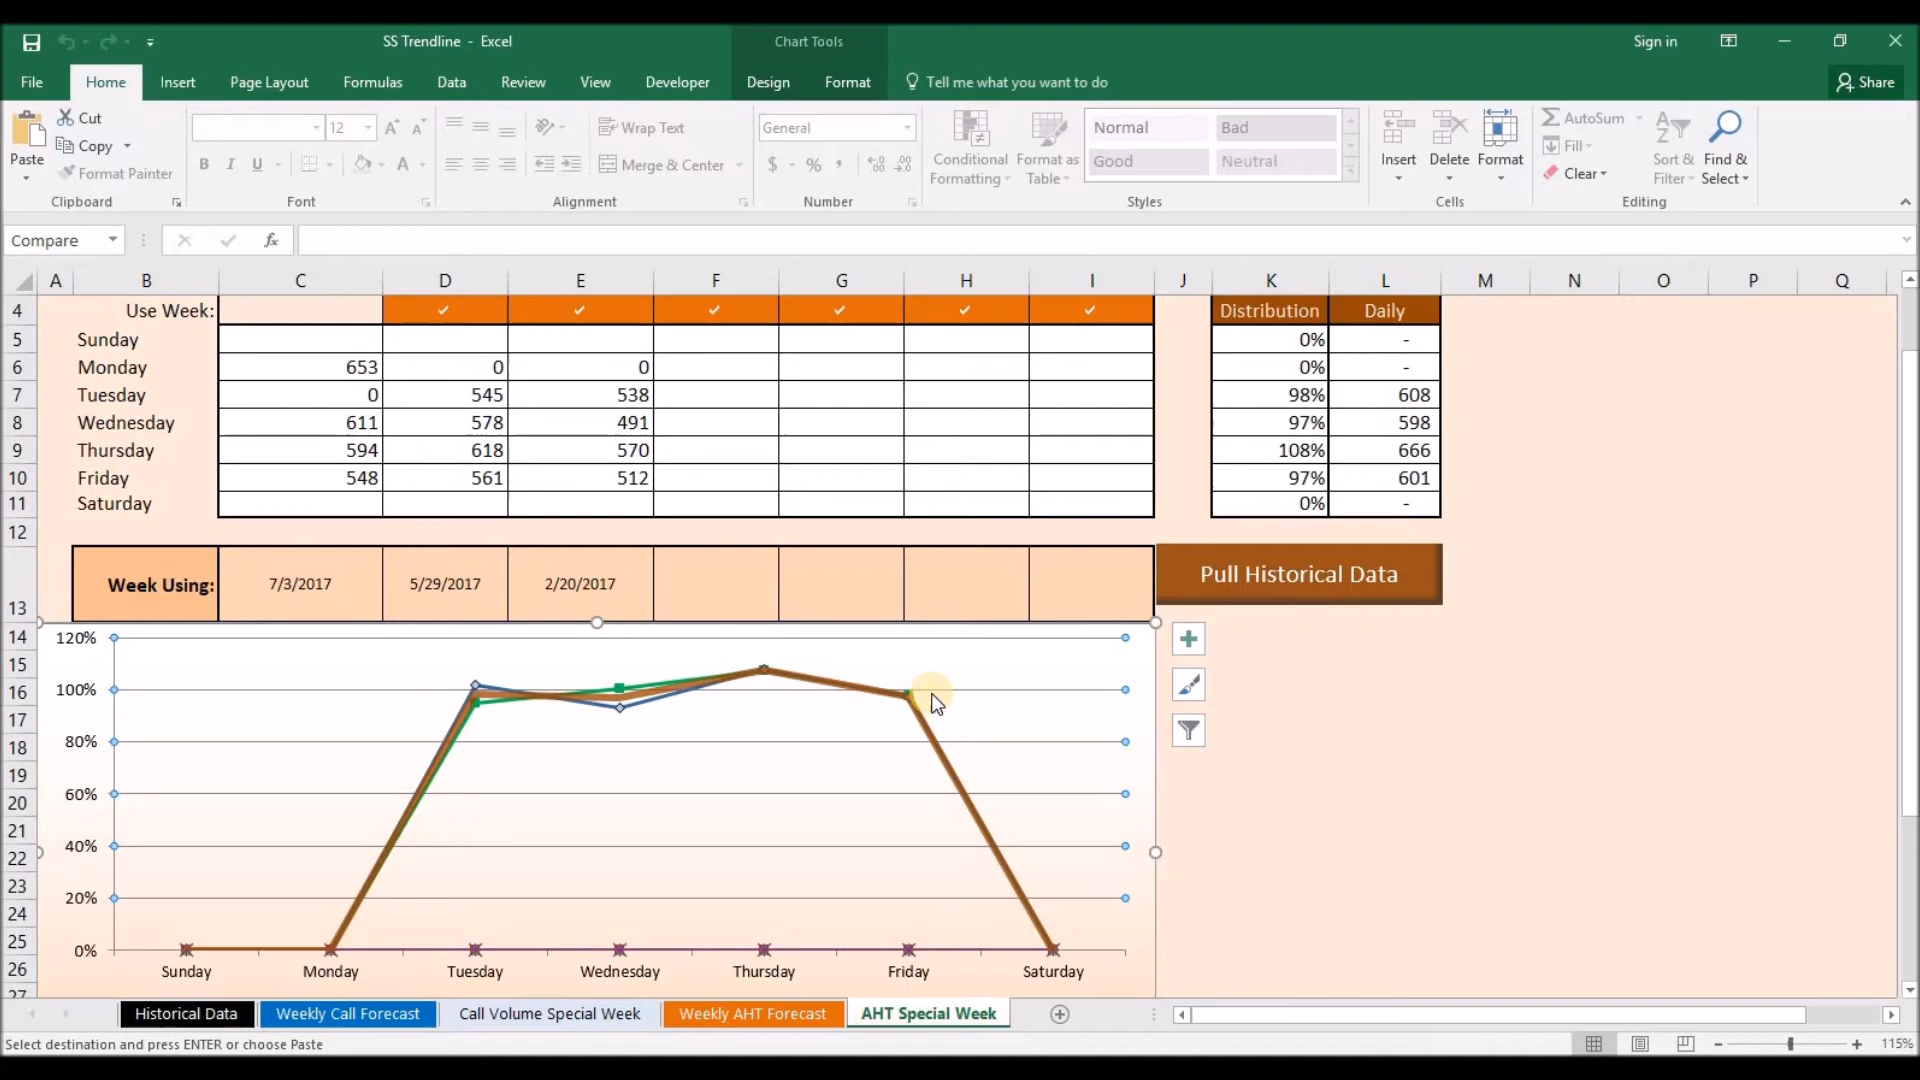 SS Trendline - Excel
Chart Tools
Sign in
File Home Insert Page Layout Formulas Data Review View Developer Design Format Tell me what you want to do Share
Paste
Cut
Copy
Format Painter
Clipboard
12
B I U
Font
Wrap Text
Merge & Center
Alignment
General
$ % ,
Number
Conditional Formatting
Format as Table
Normal Bad
Good Neutral
Styles
Insert Delete Format
Cells
AutoSum
Fill
Clear
Sort & Filter
Find & Select
Editing
Compare fx
A B C D E F G H I J K L M N O P Q
4 Use Week: Distribution Daily
5 Sunday 0% -
6 Monday 653 0 0 0% -
7 Tuesday 0 545 538 98% 608
8 Wednesday 611 578 491 97% 598
9 Thursday 594 618 570 108% 666
10 Friday 548 561 512 97% 601
11 Saturday 0% -
12
13 Week Using: 7/3/2017 5/29/2017 2/20/2017 Pull Historical Data
14
15
16
17
18
19
20
21
22
23
24
25
26
27
120%
100%
80%
60%
40%
20%
0%
Sunday Monday Tuesday Wednesday Thursday Friday Saturday
Historical Data Weekly Call Forecast Call Volume Special Week Weekly AHT Forecast AHT Special Week
Select destination and press ENTER or choose Paste 115%